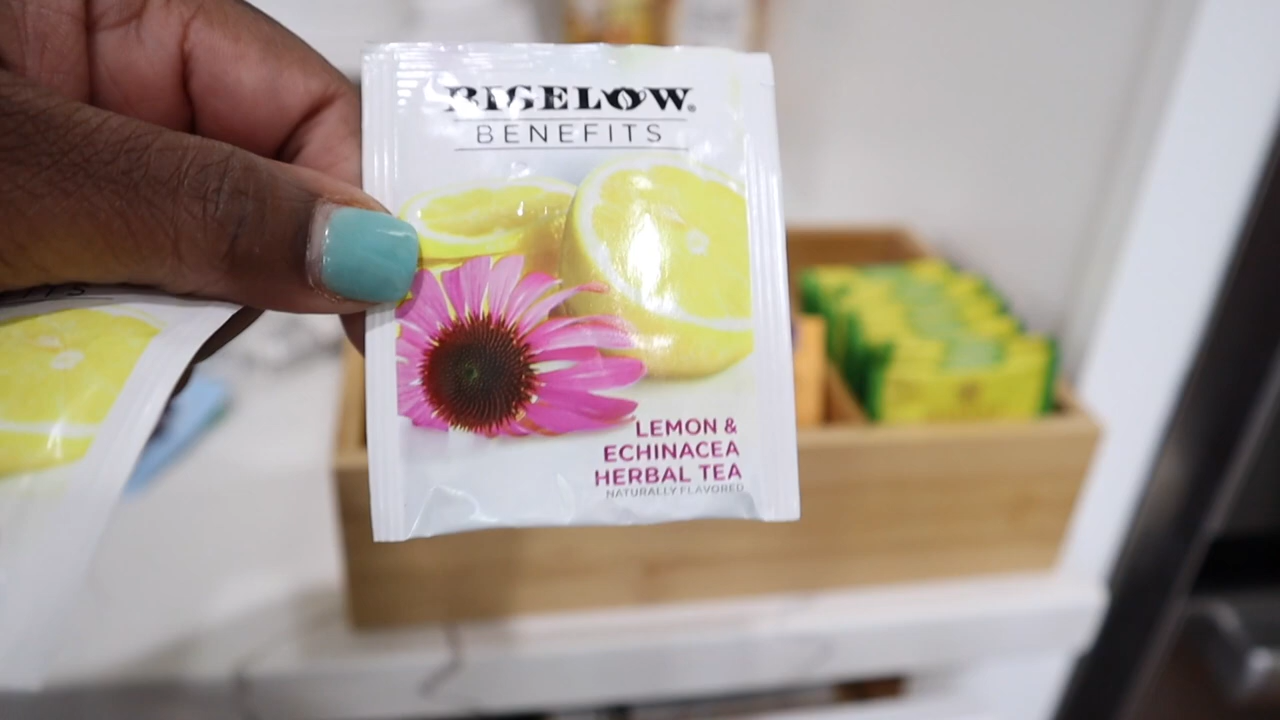 BIGELOW®
BENEFITS
LEMON &
ECHINACEA
HERBAL TEA
NATURALLY FLAVORED